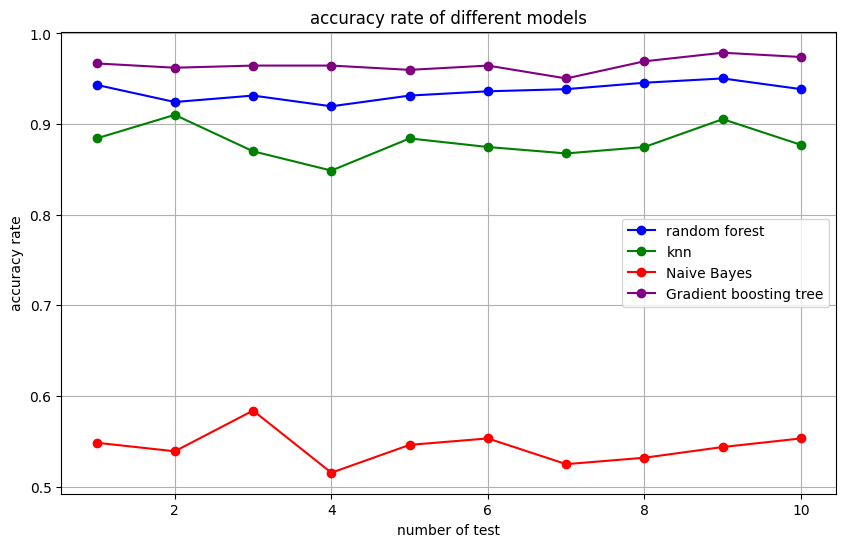 accuracy rate of different models
1.0
0.9
0.8
0.7
0.6
0.5
accuracy rate
random forest
knn
Naive Bayes
Gradient boosting tree
2 4 6 8 10
number of test